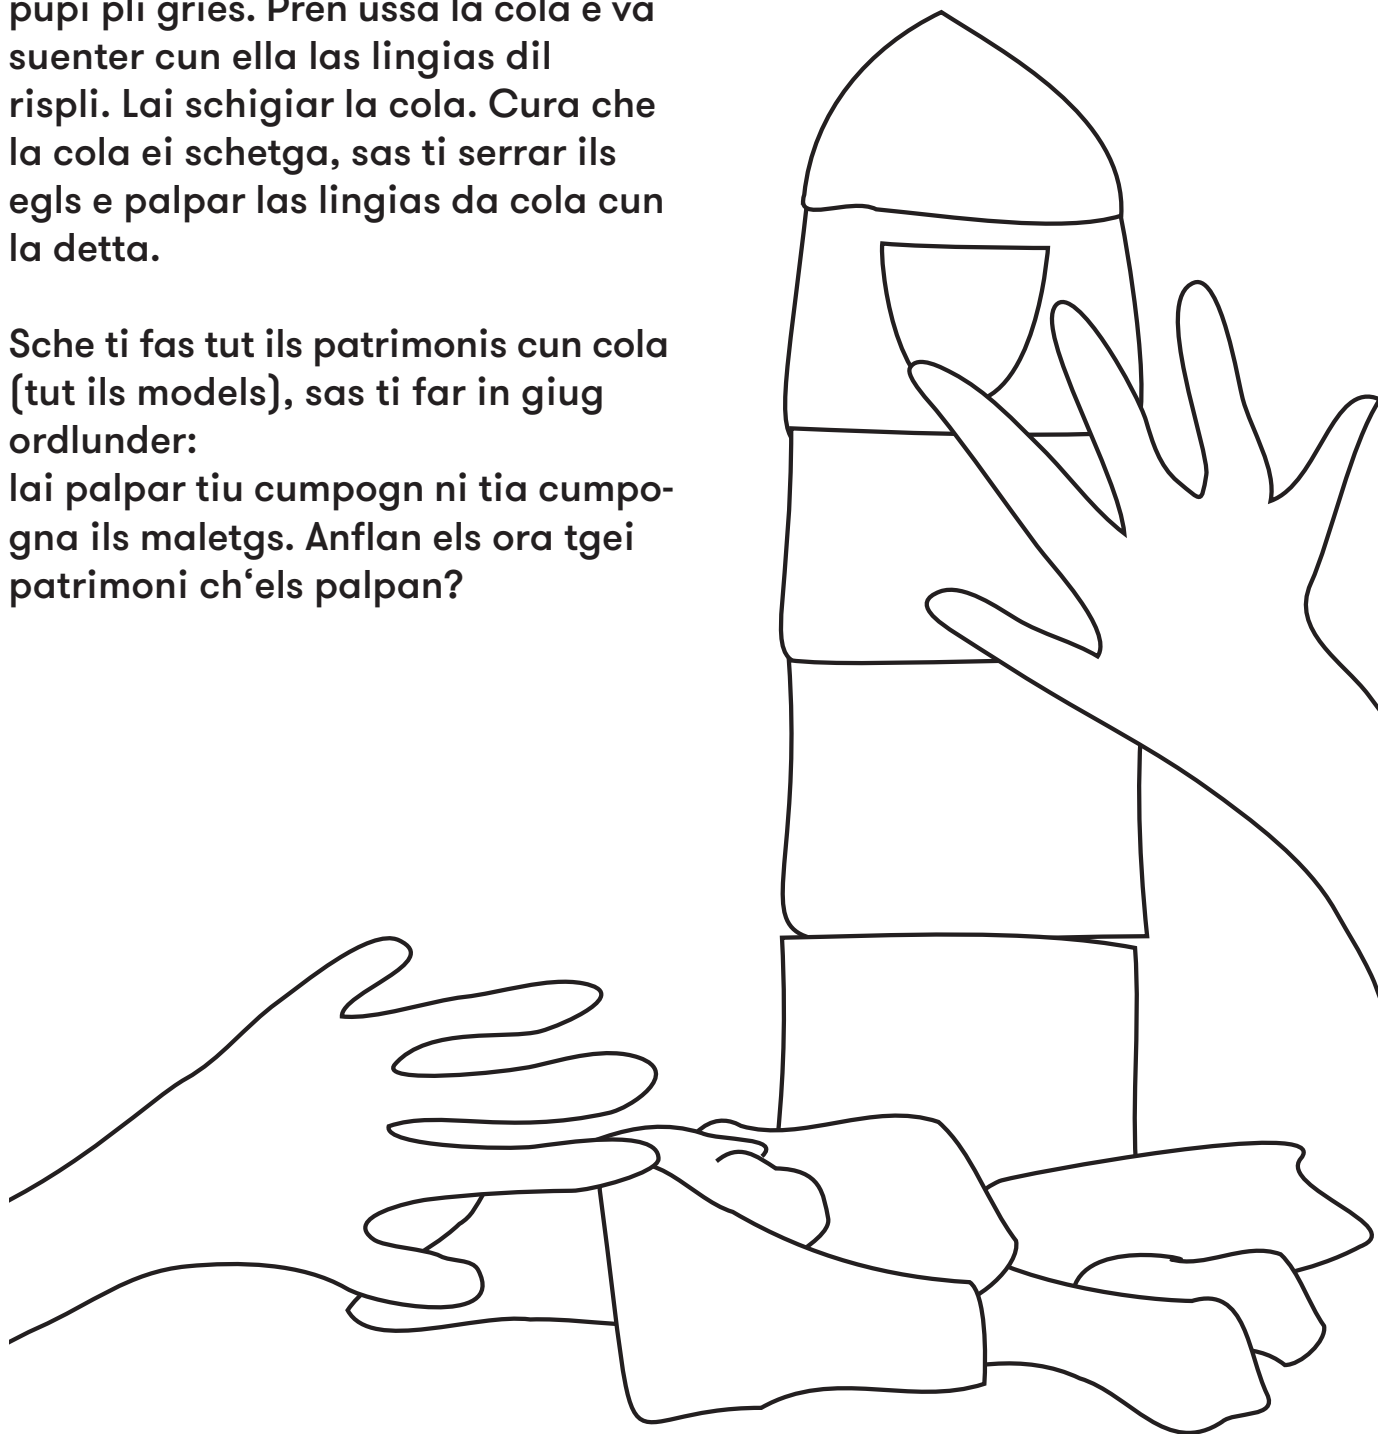 pupi pli gries. Pren ussa la cola e va
suenter cun ella las lingias dil
rispli. Lai schigiar la cola. Cura che
la cola ei schetga, sas ti serrar ils
egls e palpar las lingias da cola cun
la detta.
Sche ti fas tut ils patrimonis cun cola
(tut ils models), sas ti far in giug
ordlunder:
lai palpar tiu cumpogn ni tia cumpo-
gna ils maletgs. Anflan els ora tgei
patrimoni ch‘els palpan?